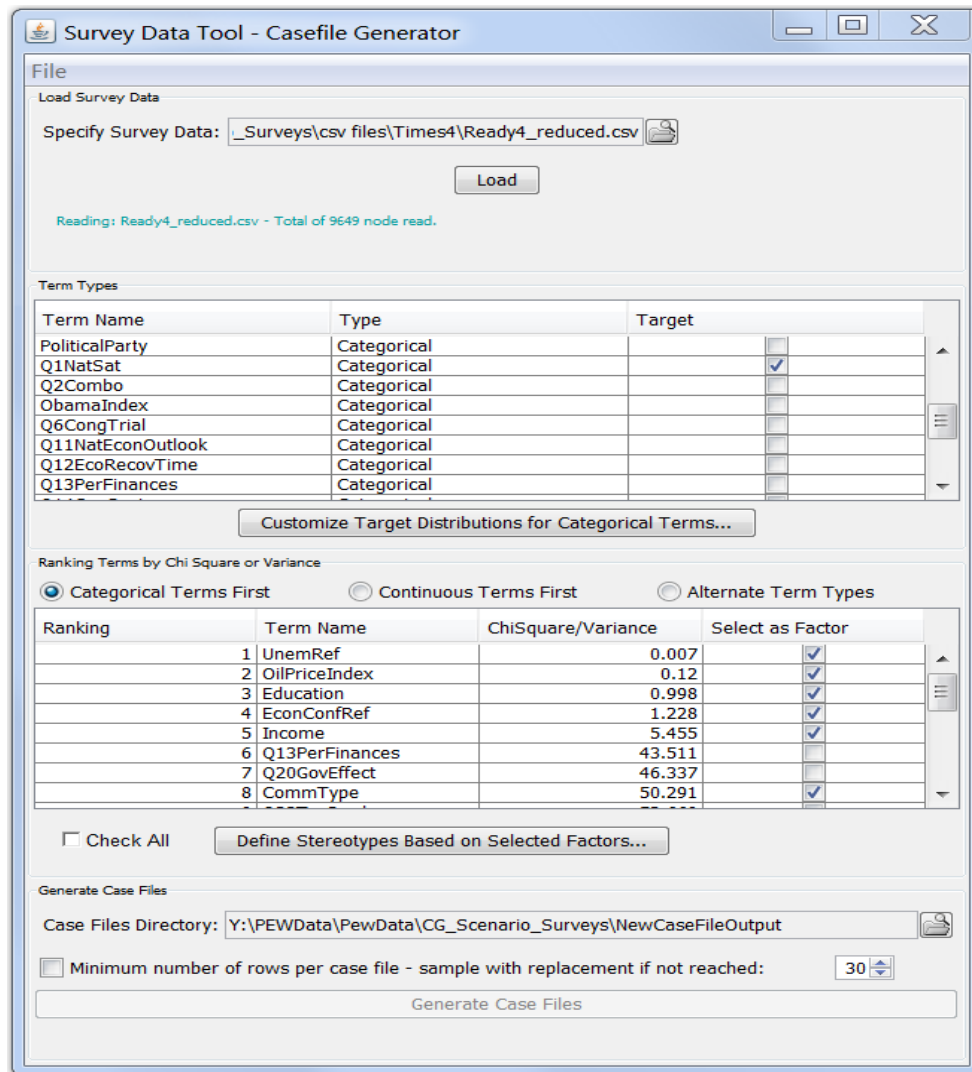 Survey Data Tool - Casefile Generator
File
Load Survey Data
Specify Survey Data: _Surveys\csv files\Times4\Ready4_reduced.csv
Load
Reading: Ready4_reduced.csv - Total of 9649 node read.
Term Types
Term Name Type Target
PoliticalParty Categorical
Q1NatSat Categorical
Q2Combo Categorical
ObamaIndex Categorical
Q6CongTrial Categorical
Q11NatEconOutlook Categorical
Q12EcoRecovTime Categorical
Q13PerFinances Categorical
Customize Target Distributions for Categorical Terms...
Ranking Terms by Chi Square or Variance
Categorical Terms First Continuous Terms First Alternate Term Types
Ranking Term Name ChiSquare/Variance Select as Factor
1 UnemRef 0.007
2 OilPriceIndex 0.12
3 Education 0.998
4 EconConfRef 1.228
5 Income 5.455
6 Q13PerFinances 43.511
7 Q20GovEffect 46.337
8 CommType 50.291
Check All Define Stereotypes Based on Selected Factors...
Generate Case Files
Case Files Directory: Y:\PEWData\PewData\CG_Scenario_Surveys\NewCaseFileOutput
Minimum number of rows per case file - sample with replacement if not reached: 30
Generate Case Files